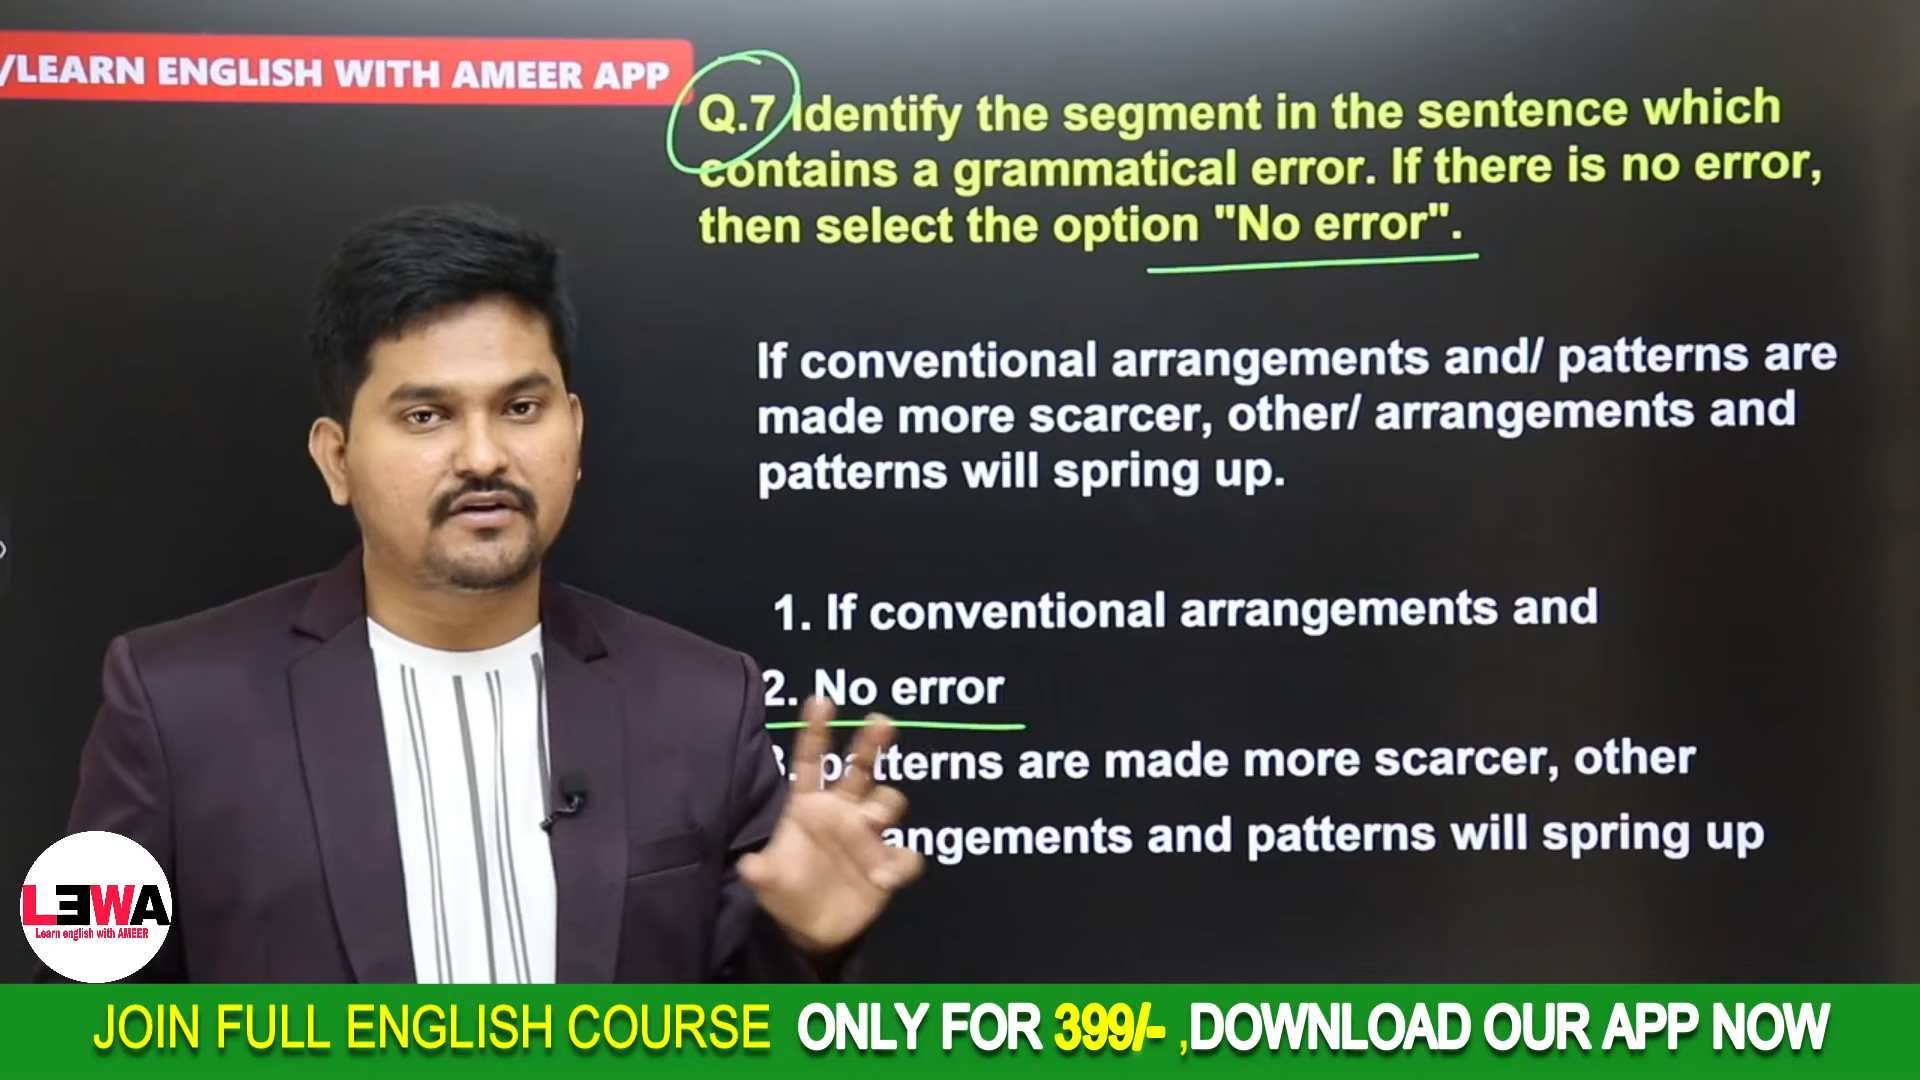 /LEARN ENGLISH WITH AMEER APP
Q.7 Identify the segment in the sentence which
contains a grammatical error. If there is no error,
then select the option "No error".
If conventional arrangements and/ patterns are
made more scarcer, other/ arrangements and
patterns will spring up.
1. If conventional arrangements and
2. No error
3. patterns are made more scarcer, other
angements and patterns will spring up
LEWA
Learn english with AMEER
JOIN FULL ENGLISH COURSE ONLY FOR 399/- ,DOWNLOAD OUR APP NOW